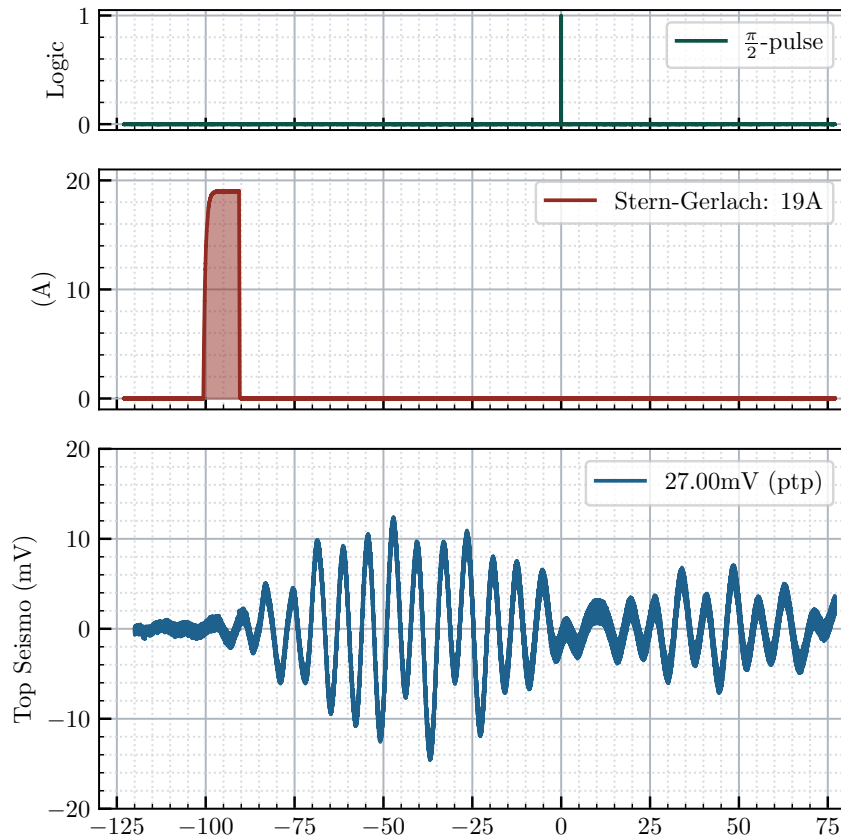 1
0
Logic
π/2-pulse
20
10
0
(A)
Stern-Gerlach: 19A
20
10
0
−10
−20
Top Seismo (mV)
27.00mV (ptp)
−125 −100 −75 −50 −25 0 25 50 75